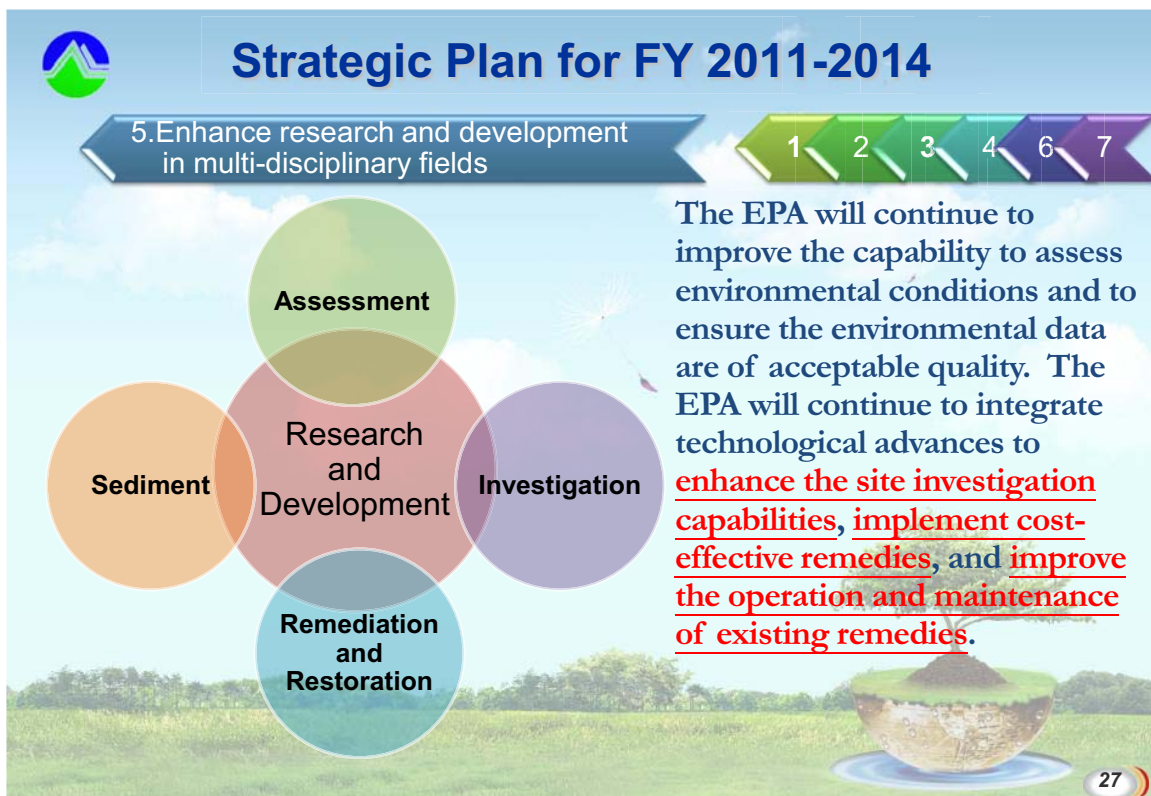 Strategic Plan for FY 2011-2014
5.Enhance research and development
in multi-disciplinary fields
1 2 3 4 6 7
Assessment
Sediment
Research
and
Development
Investigation
Remediation
and
Restoration
The EPA will continue to
improve the capability to assess
environmental conditions and to
ensure the environmental data
are of acceptable quality. The
EPA will continue to integrate
technological advances to
enhance the site investigation
capabilities, implement cost-
effective remedies, and improve
the operation and maintenance
of existing remedies.
27